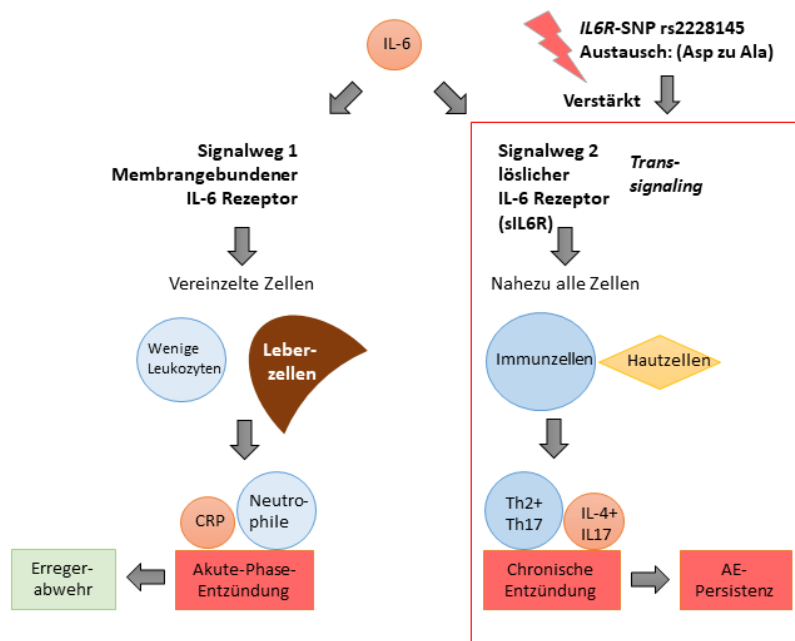 IL-6
IL6R-SNP rs2228145
Austausch: (Asp zu Ala)
Verstärkt
Signalweg 1
Membrangebundener
IL-6 Rezeptor
Signalweg 2
löslicher
IL-6 Rezeptor
(sIL6R)
Trans-
signaling
Vereinzelte Zellen
Nahezu alle Zellen
Wenige
Leukozyten
Leber-
zellen
Immunzellen
Hautzellen
CRP
Neutro-
phile
Th2+
Th17
IL-4+
IL17
Erreger-
abwehr
Akute-Phase-
Entzündung
Chronische
Entzündung
AE-
Persistenz